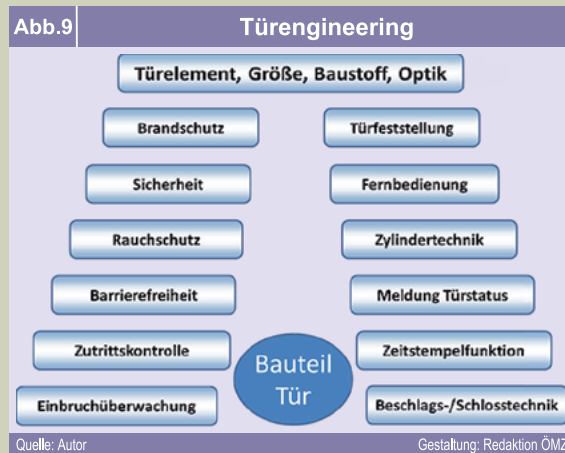 Abb.9 Türengineering
Türelement, Größe, Baustoff, Optik
Brandschutz Türfeststellung
Sicherheit Fernbedienung
Rauchschutz Zylindertechnik
Barrierefreiheit Meldung Türstatus
Zutrittskontrolle Zeitstempelfunktion
Bauteil
Tür
Einbruchüberwachung Beschlags-/Schlosstechnik
Quelle: Autor Gestaltung: Redaktion ÖMZ